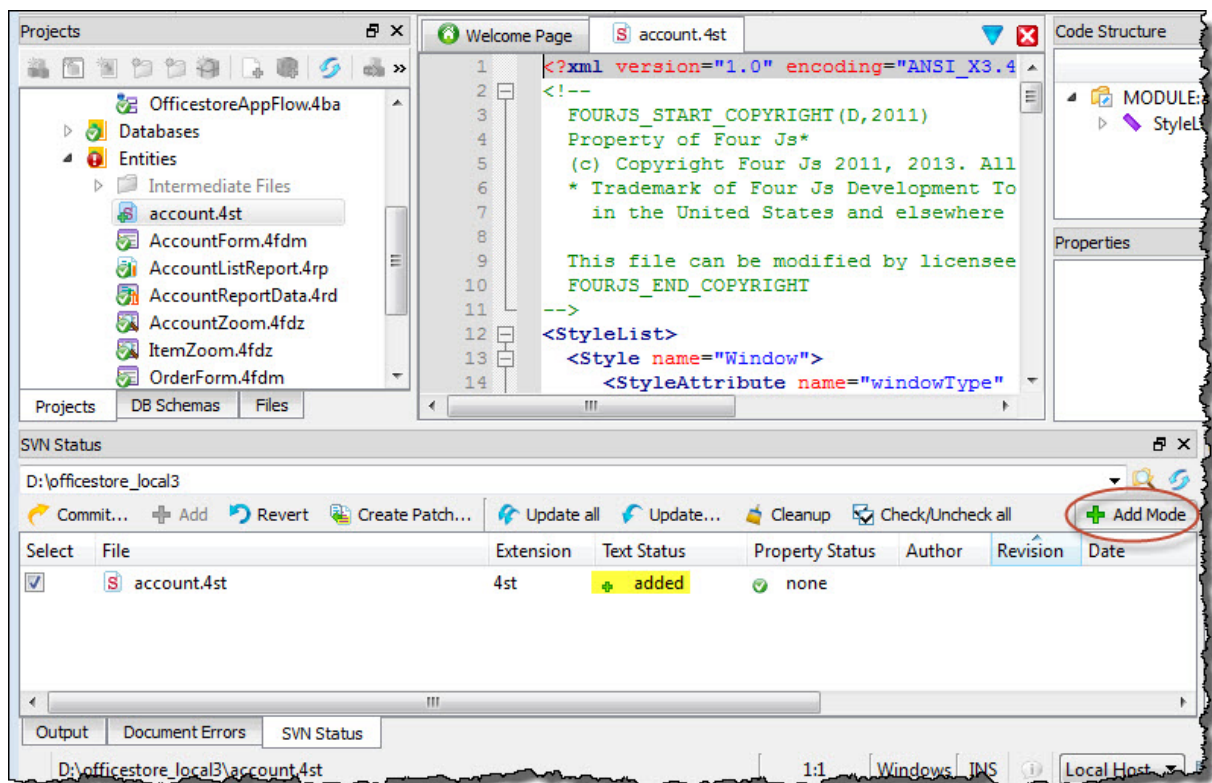 Projects
OfficestoreAppFlow.4ba
Databases
Entities
Intermediate Files
account.4st
AccountForm.4fdm
AccountListReport.4rp
AccountReportData.4rd
AccountZoom.4fdz
ItemZoom.4fdz
OrderForm.4fdm
Projects DB Schemas Files
Welcome Page account.4st
1 <?xml version="1.0" encoding="ANSI_X3.4
2 <!--
3 FOURJS_START_COPYRIGHT(D,2011)
4 Property of Four Js*
5 (c) Copyright Four Js 2011, 2013. All
6 * Trademark of Four Js Development To
7 in the United States and elsewhere
8
9 This file can be modified by licensee
10 FOURJS_END_COPYRIGHT
11 -->
12 <StyleList>
13 <Style name="Window">
14 <StyleAttribute name="windowType"
Code Structure
MODULE:
StyleL
Properties
SVN Status
D:\officestore_local3
Commit... Add Revert Create Patch... Update all Update... Cleanup Check/Uncheck all Add Mode
Select File Extension Text Status Property Status Author Revision Date
account.4st 4st added none
Output Document Errors SVN Status
D:\officestore_local3\account.4st 1:1 Windows INS Local Host